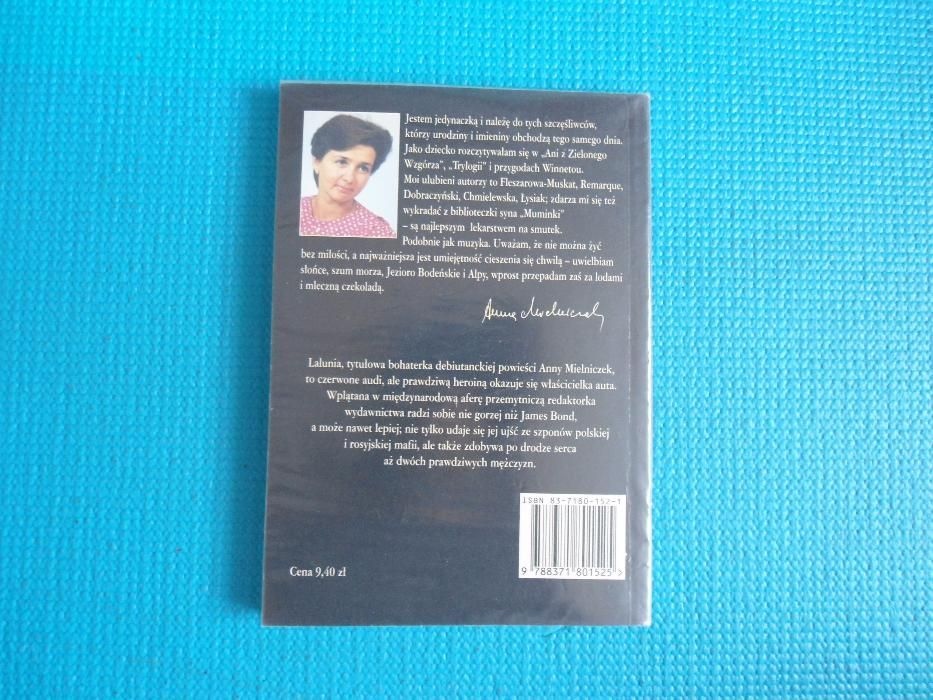 Jestem jedynaczką i należę do tych szczęśliwców,
którzy urodziny i imieniny obchodzą tego samego dnia.
Jako dziecko rozczytywałam się w „Ani z Zielonego
Wzgórza”, „Trylogii” i przygodach Winnetou.
Moi ulubieni autorzy to Fleszarowa-Muskat, Remarque,
Dobraczyński, Chmielewska, Łysiak; zdarza mi się też
wykradać z biblioteczki syna „Muminki”
– są najlepszym lekarstwem na smutek.
Podobnie jak muzyka. Uważam, że nie można żyć
bez miłości, a najważniejsza jest umiejętność cieszenia się chwilą – uwielbiam
słońce, szum morza, Jezioro Bodeńskie i Alpy, wprost przepadam zaś za lodami
i mleczną czekoladą.
Lalunia, tytułowa bohaterka debiutanckiej powieści Anny Mielniczek,
to czerwone audi, ale prawdziwą heroiną okazuje się właścicielka auta.
Wplątana w międzynarodową aferę przemytniczą redaktorka
wydawnictwa radzi sobie nie gorzej niż James Bond,
a może nawet lepiej; nie tylko udaje się jej ujść ze szponów polskiej
i rosyjskiej mafii, ale także zdobywa po drodze serca
aż dwóch prawdziwych mężczyzn.
ISBN 83-7180-152-1
9 788371 801525 >
Cena 9,40 zł